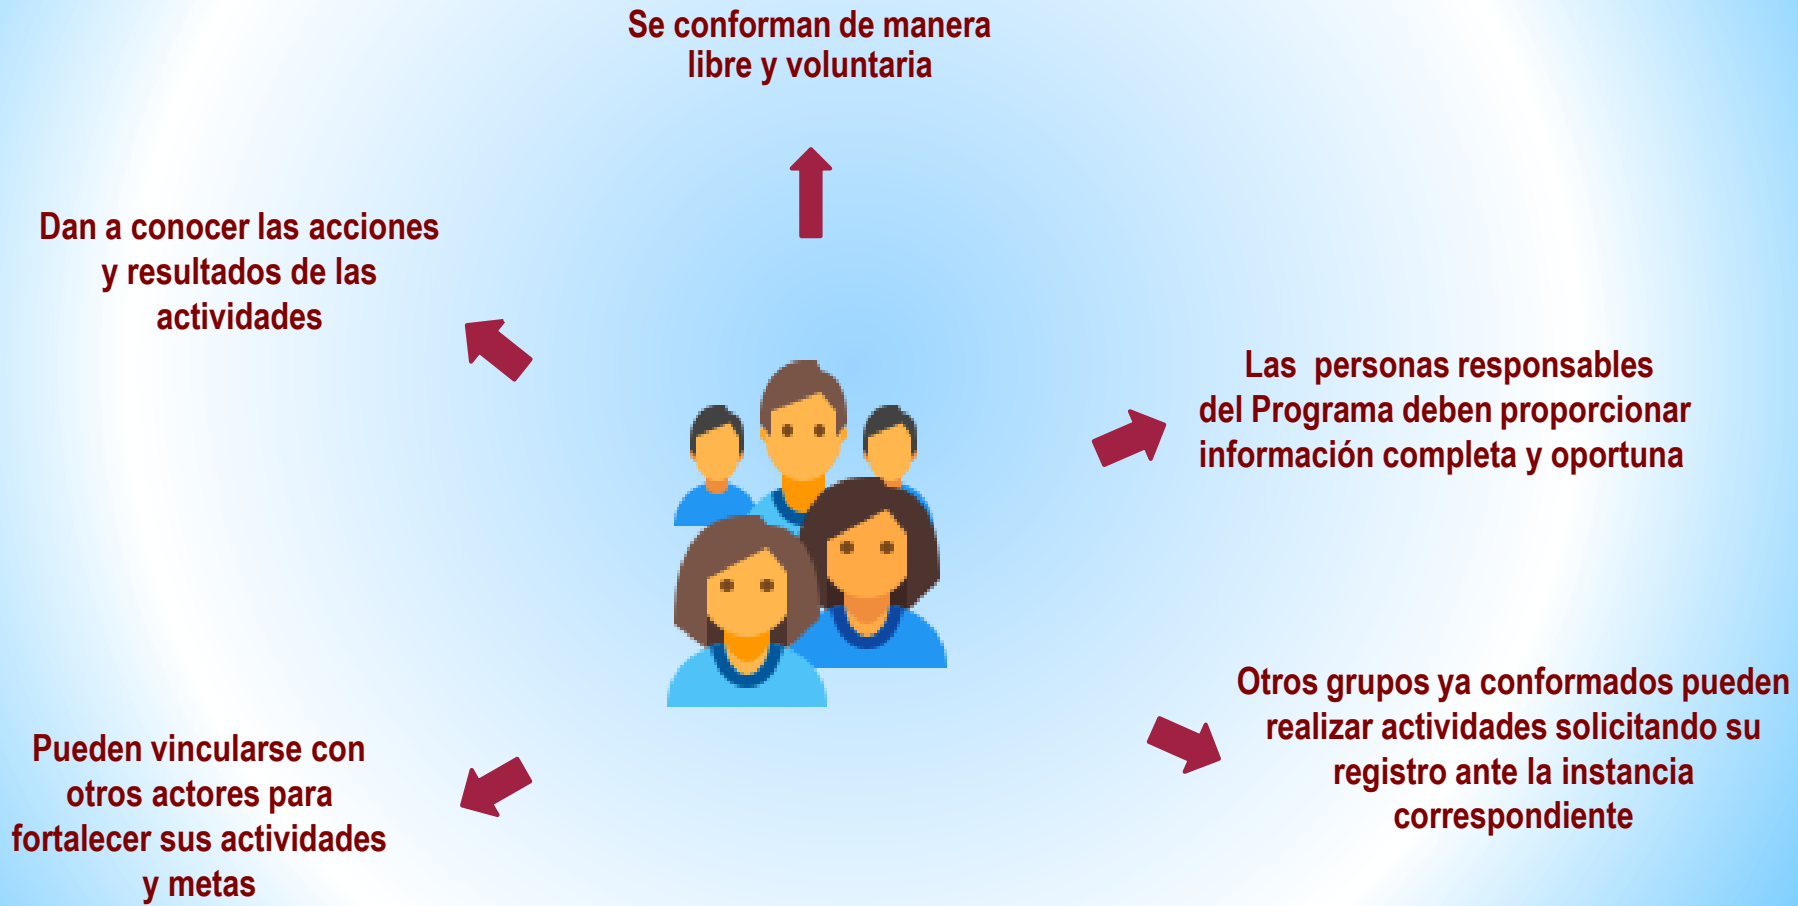 Se conforman de manera
libre y voluntaria
Dan a conocer las acciones
y resultados de las
actividades
Las personas responsables
del Programa deben proporcionar
información completa y oportuna
Otros grupos ya conformados pueden
realizar actividades solicitando su
registro ante la instancia
correspondiente
Pueden vincularse con
otros actores para
fortalecer sus actividades
y metas